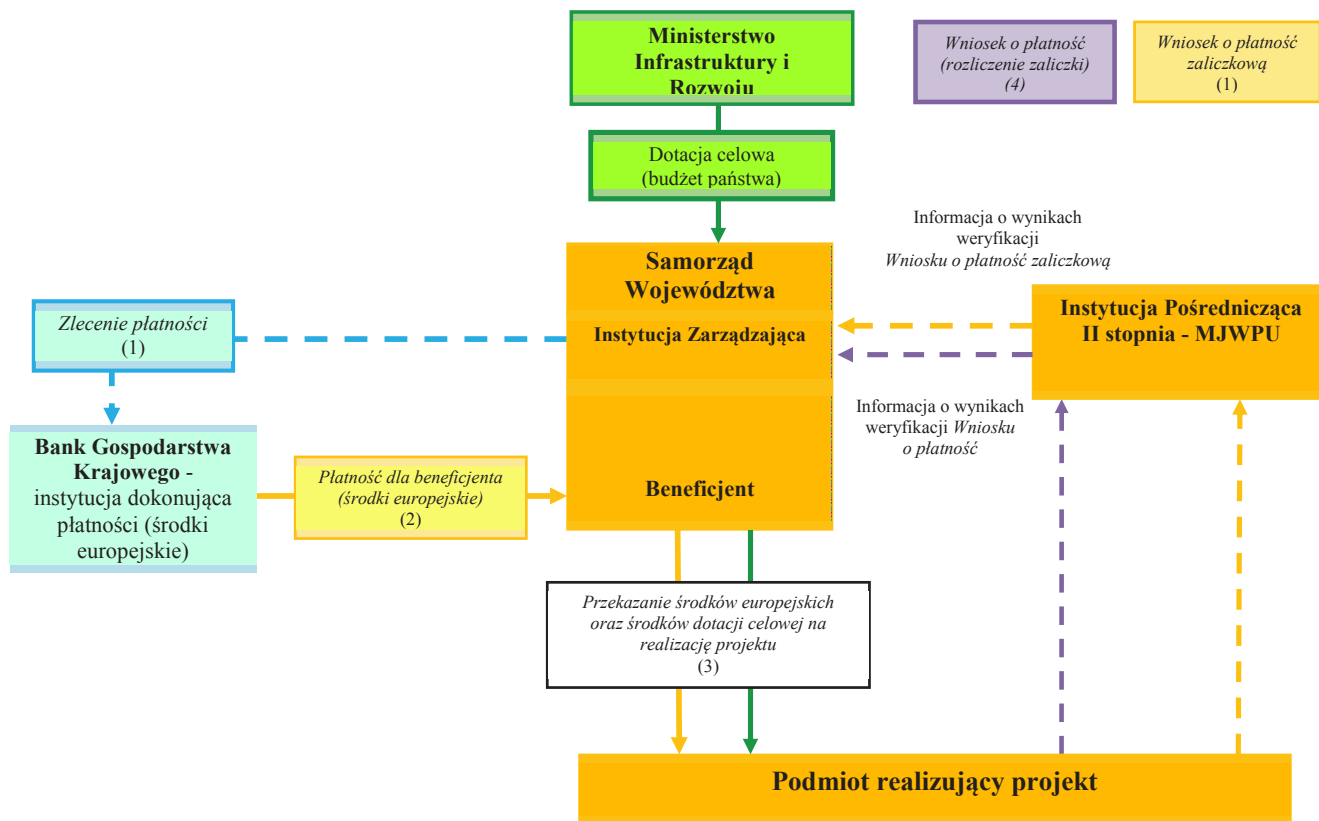 Ministerstwo
Infrastruktury i
Rozwoju
Wniosek o płatność
(rozliczenie zaliczki)
(4)
Wniosek o płatność
zaliczkową
(1)
Dotacja celowa
(budżet państwa)
Informacja o wynikach
weryfikacji
Wniosku o płatność zaliczkową
Samorząd
Województwa
Instytucja Zarządzająca
Beneficjent
Instytucja Pośrednicząca
II stopnia - MJWPU
Zlecenie płatności
(1)
Informacja o wynikach
weryfikacji Wniosku
o płatność
Bank Gospodarstwa
Krajowego -
instytucja dokonująca
płatności (środki
europejskie)
Płatność dla beneficjenta
(środki europejskie)
(2)
Przekazanie środków europejskich
oraz środków dotacji celowej na
realizację projektu
(3)
Podmiot realizujący projekt